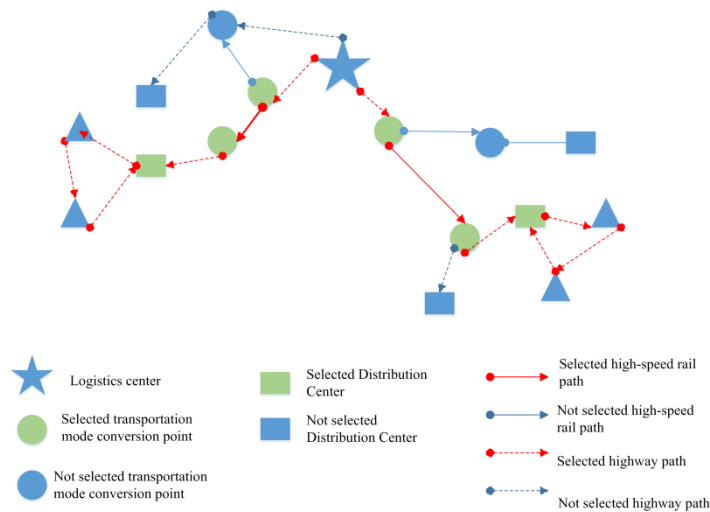 Logistics center
Selected transportation
mode conversion point
Not selected transportation
mode conversion point
Selected Distribution
Center
Not selected
Distribution Center
Selected high-speed rail
path
Not selected high-speed
rail path
Selected highway path
Not selected highway path